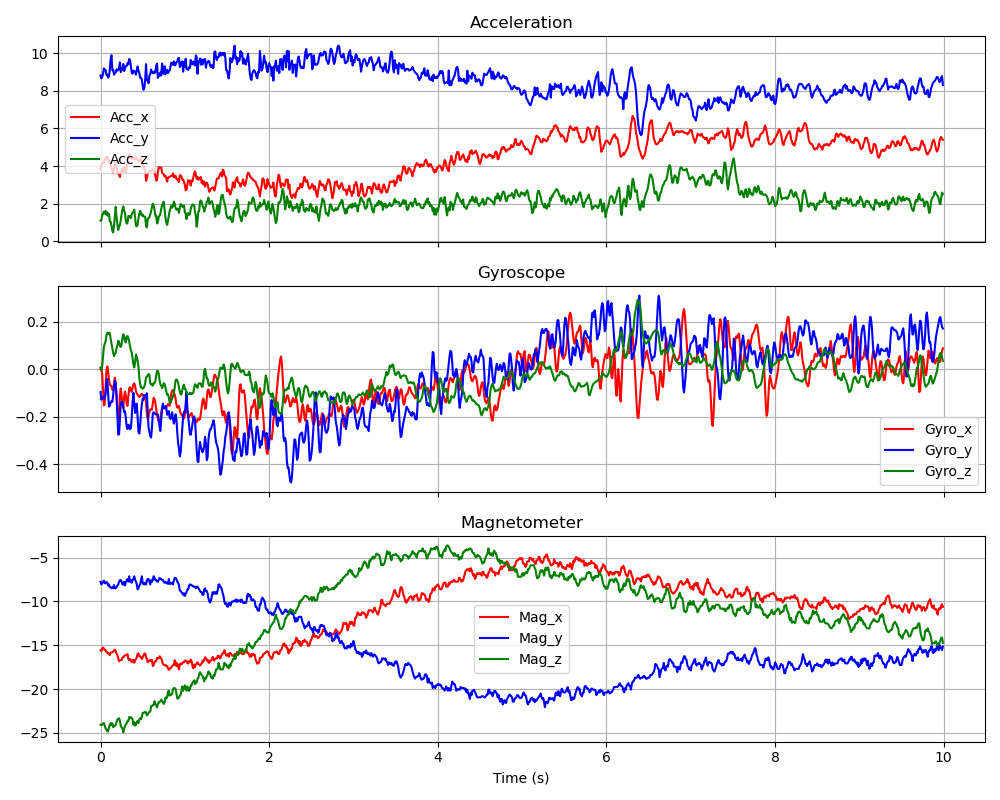 Acceleration
10
8
6
4
2
0
Acc_x
Acc_y
Acc_z
Gyroscope
0.2
0.0
−0.2
−0.4
Gyro_x
Gyro_y
Gyro_z
Magnetometer
−5
−10
−15
−20
−25
Mag_x
Mag_y
Mag_z
0 2 4 6 8 10
Time (s)